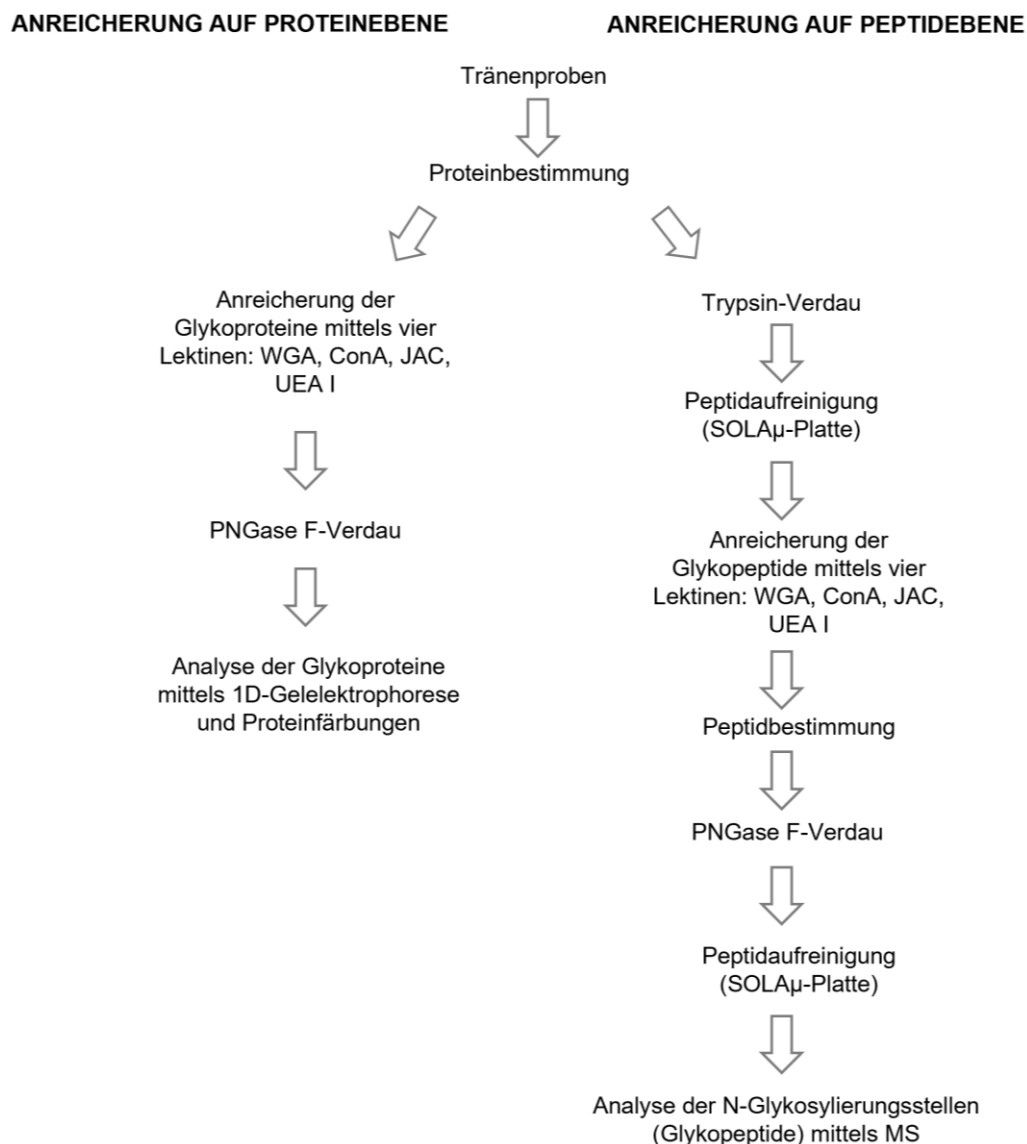 ANREICHERUNG AUF PROTEINEBENE
ANREICHERUNG AUF PEPTIDEBENE
Tränenproben
Proteinbestimmung
Anreicherung der
Glykoproteine mittels vier
Lektinen: WGA, ConA, JAC,
UEA I
PNGase F-Verdau
Analyse der Glykoproteine
mittels 1D-Gelelektrophorese
und Proteinfärbungen
Trypsin-Verdau
Peptidaufreinigung
(SOLAµ-Platte)
Anreicherung der
Glykopeptide mittels vier
Lektinen: WGA, ConA, JAC,
UEA I
Peptidbestimmung
PNGase F-Verdau
Peptidaufreinigung
(SOLAµ-Platte)
Analyse der N-Glykosylierungsstellen
(Glykopeptide) mittels MS